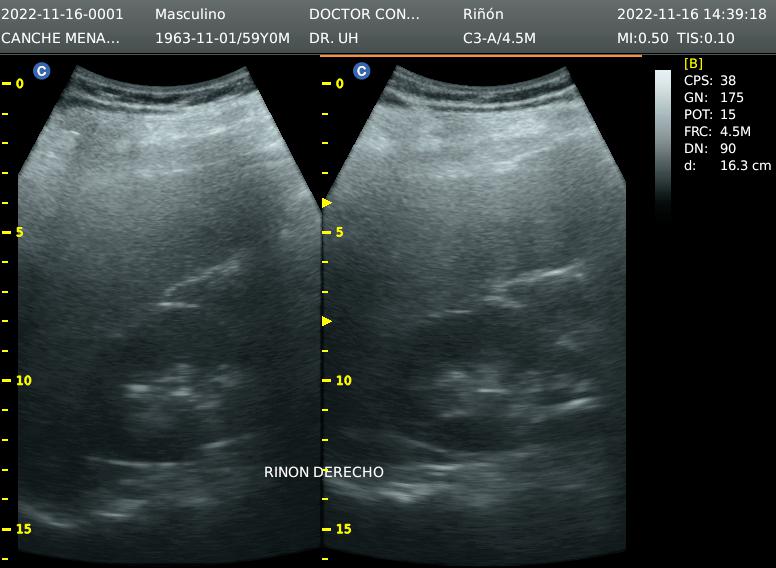 2022-11-16-0001 Masculino DOCTOR CON... Riñón 2022-11-16 14:39:18
CANCHE MENA... 1963-11-01/59Y0M DR. UH C3-A/4.5M MI:0.50 TIS:0.10
[B]
CPS: 38
GN: 175
POT: 15
FRC: 4.5M
DN: 90
d: 16.3 cm
C
0
5
10
15
C
0
5
10
15
RINON DERECHO